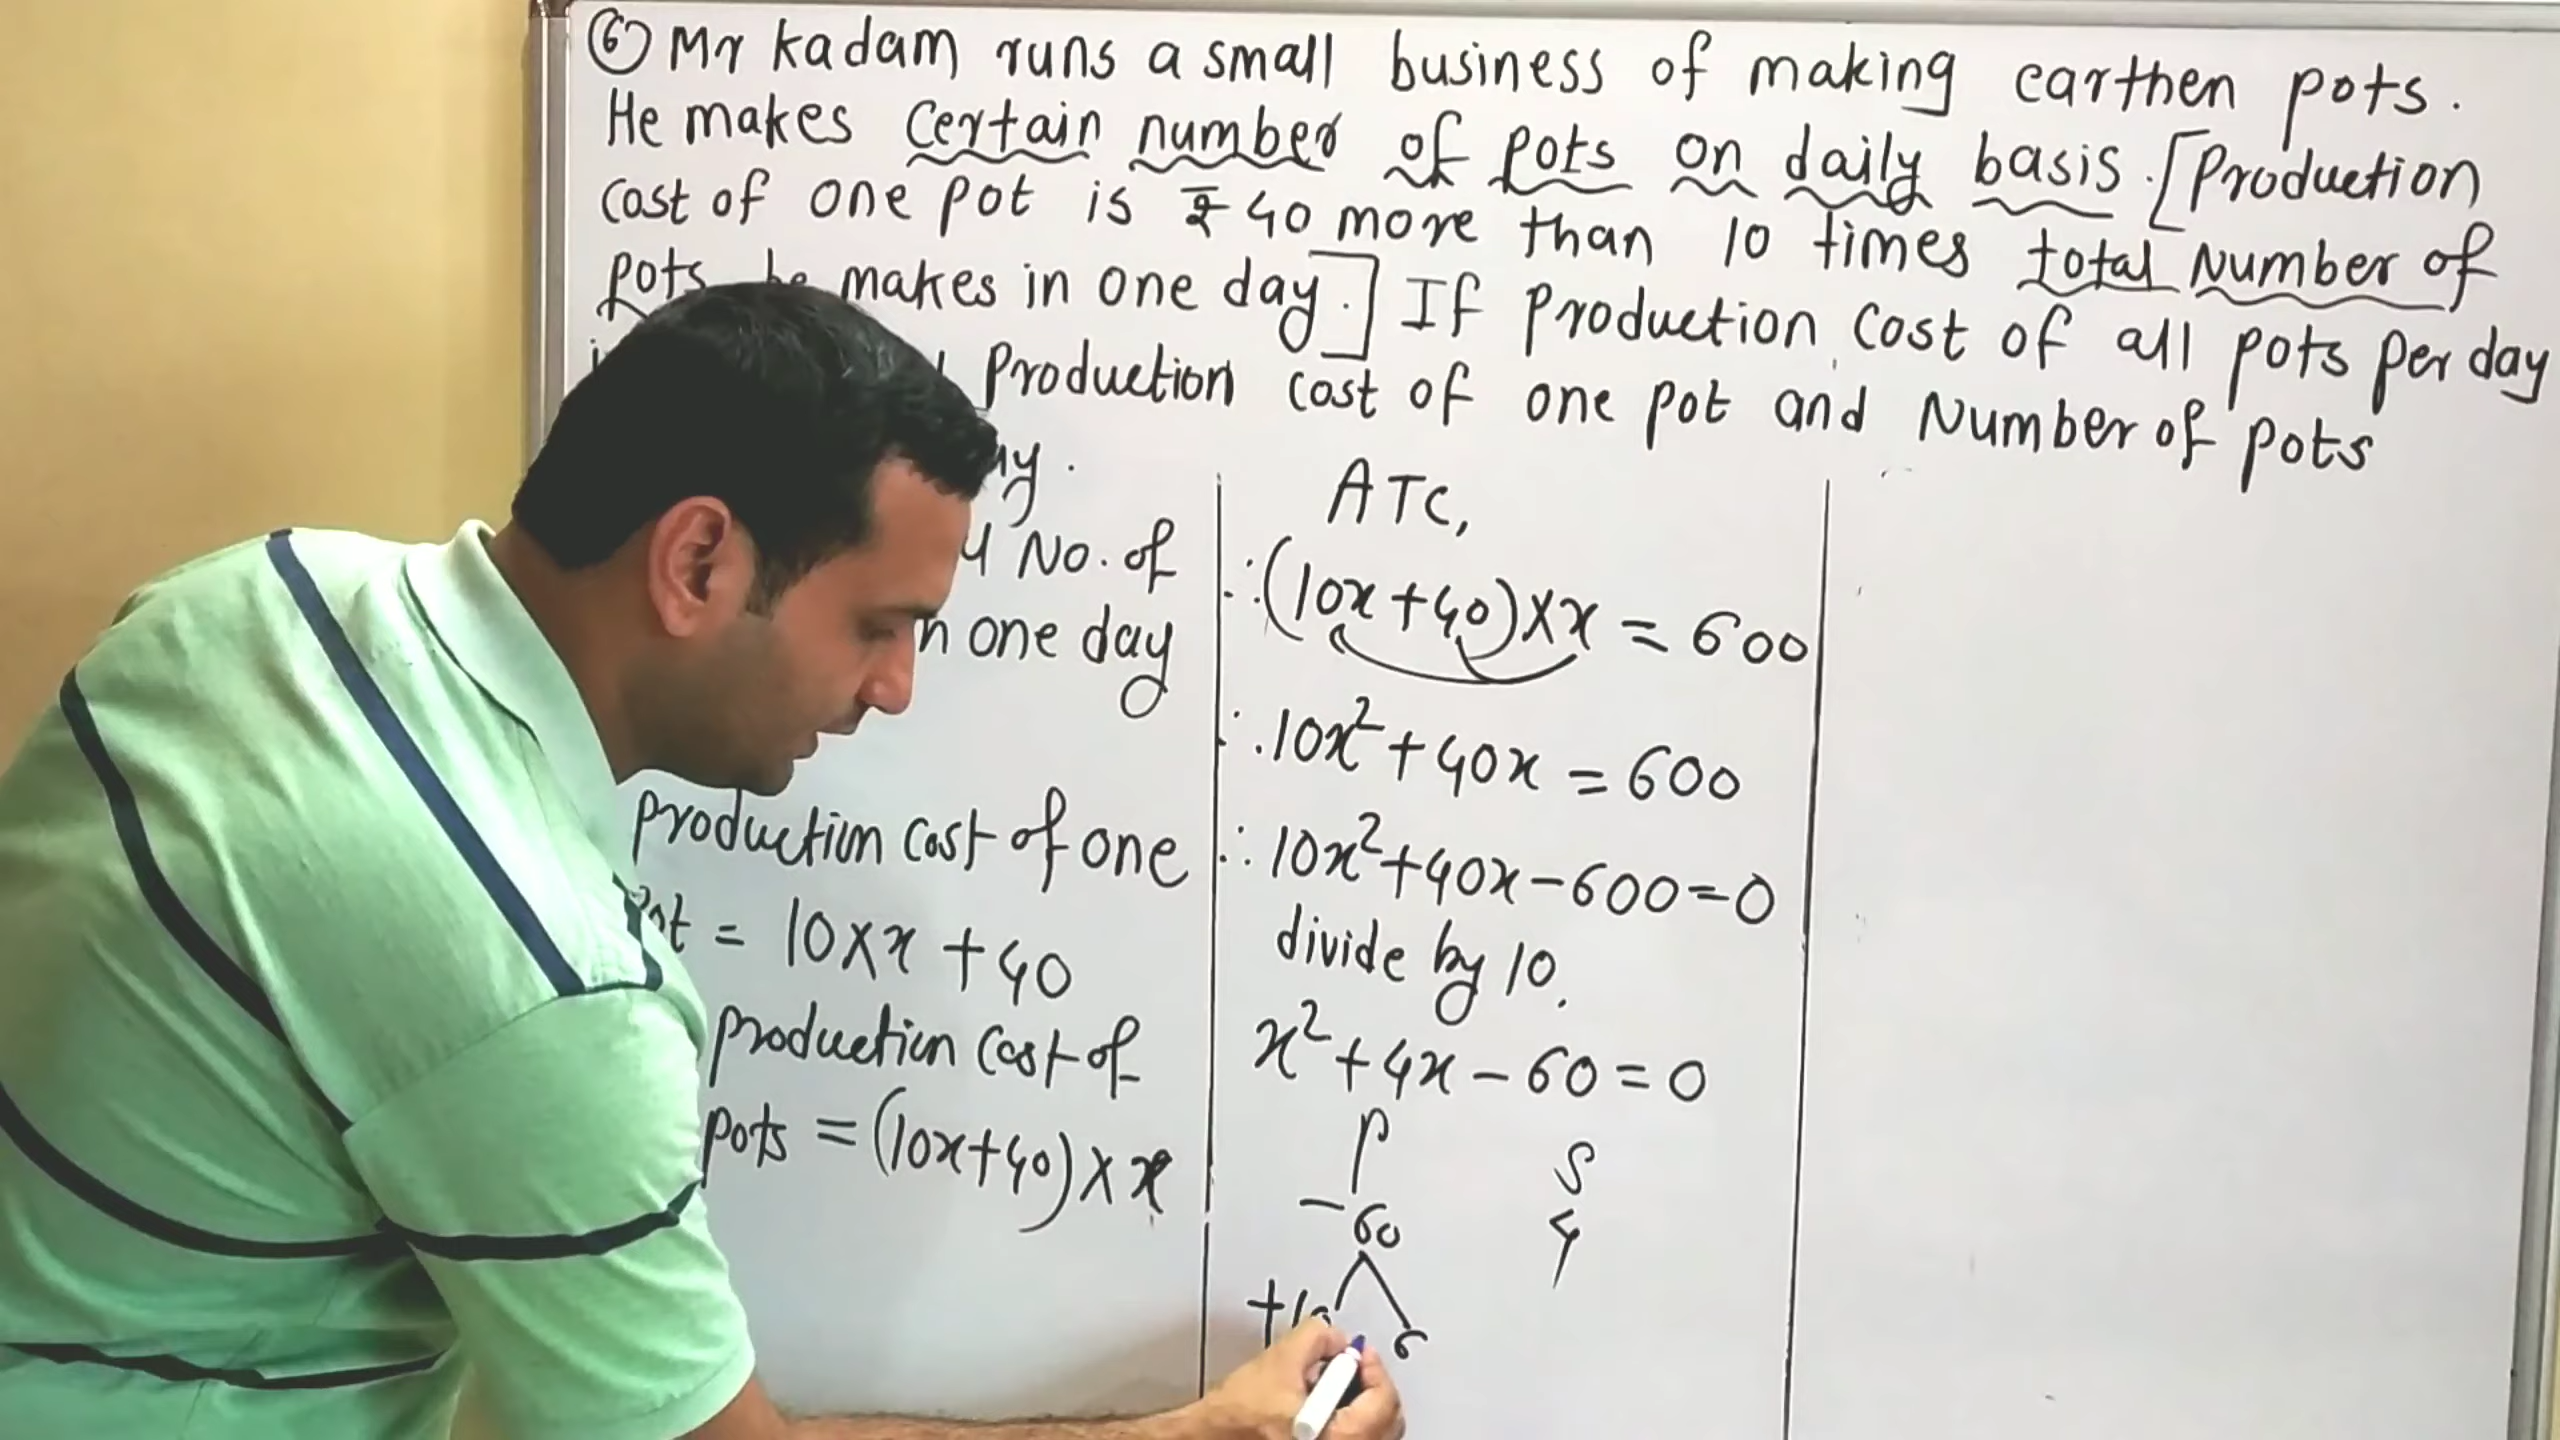 6 Mr Kadam runs a small business of making earthen pots.
He makes certain number of pots on daily basis. [Production
cost of one pot is ₹ 40 more than 10 times total Number of
pots he makes in one day.] If production cost of all pots per day
Production cost of one pot and Number of pots
No. of
one day
production cost of one
= 10×x + 40
production cost of
pots = (10x+40)×x
ATC,
∴ (10x+40)×x = 600
∴ 10x²+40x = 600
∴ 10x²+40x-600=0
divide by 10.
x²+4x-60=0
P S
-60 4
+10 6